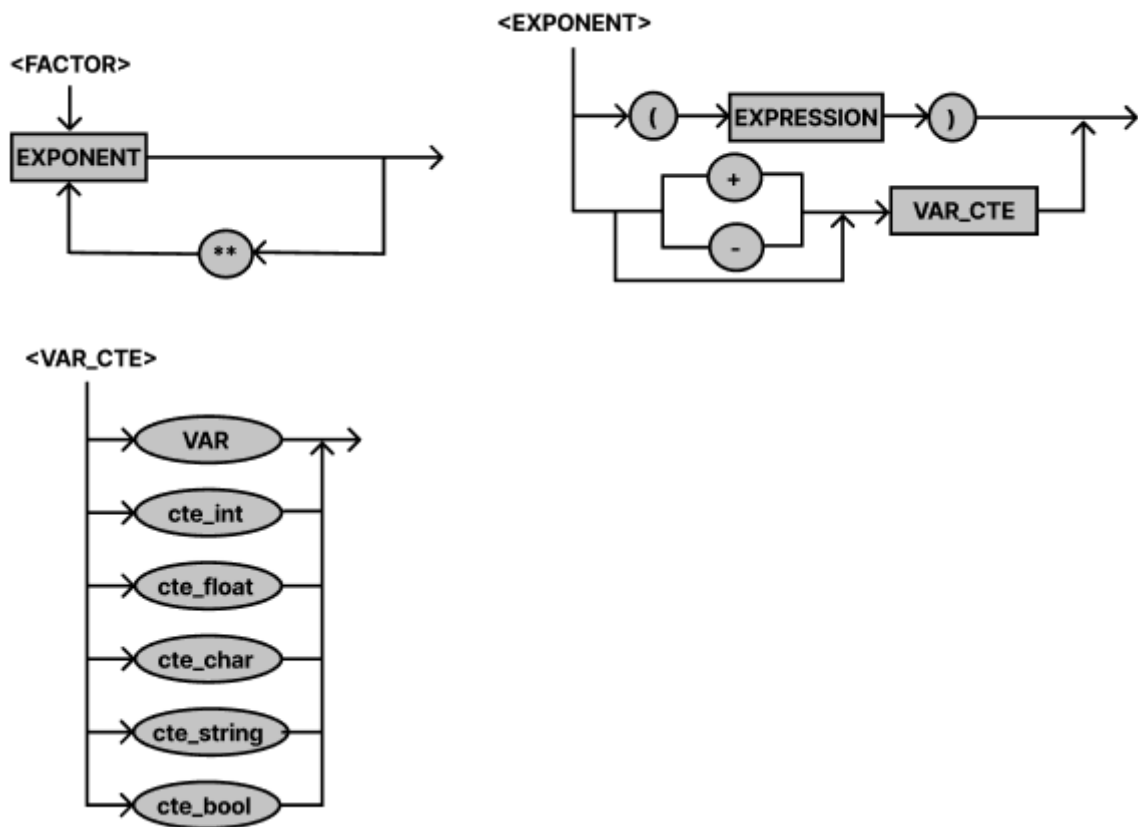 <FACTOR>
EXPONENT
**
<EXPONENT>
( EXPRESSION )
+
-
VAR_CTE
<VAR_CTE>
VAR
cte_int
cte_float
cte_char
cte_string
cte_bool